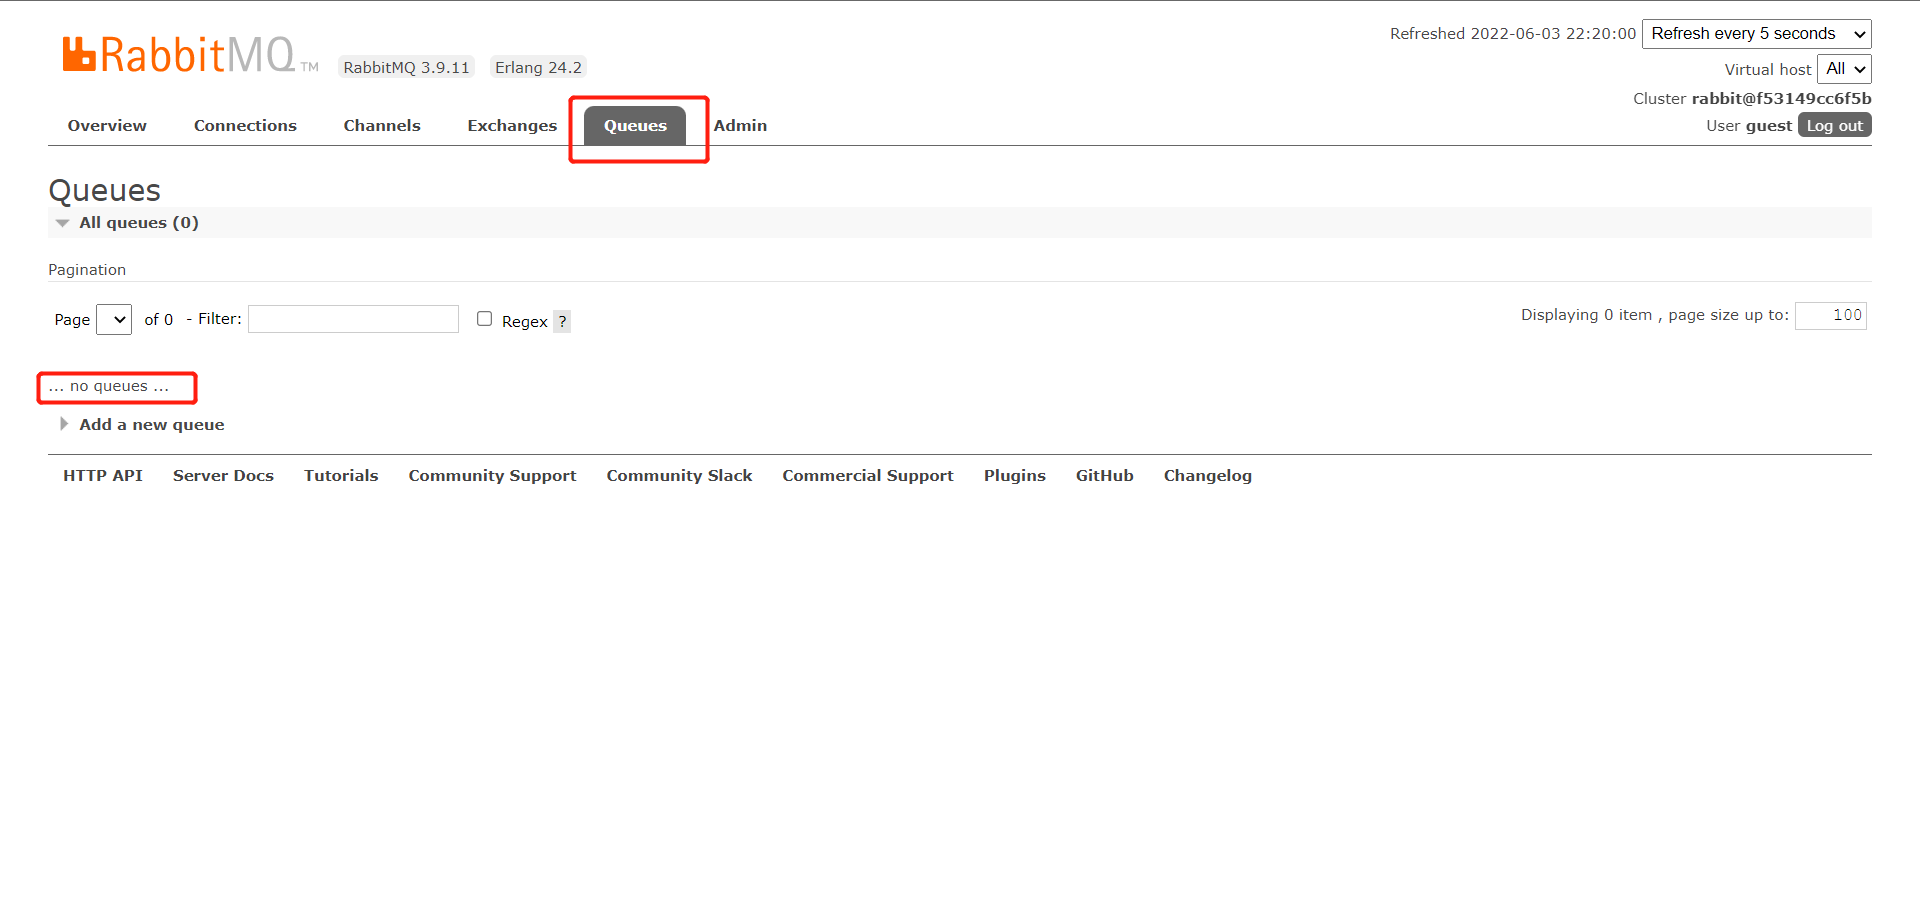 RabbitMQ TM RabbitMQ 3.9.11 Erlang 24.2
Refreshed 2022-06-03 22:20:00 Refresh every 5 seconds
Virtual host All
Cluster rabbit@f53149cc6f5b
User guest Log out
Overview Connections Channels Exchanges Queues Admin
Queues
All queues (0)
Pagination
Page of 0 - Filter: Regex ? Displaying 0 item , page size up to: 100
... no queues ...
Add a new queue
HTTP API Server Docs Tutorials Community Support Community Slack Commercial Support Plugins GitHub Changelog